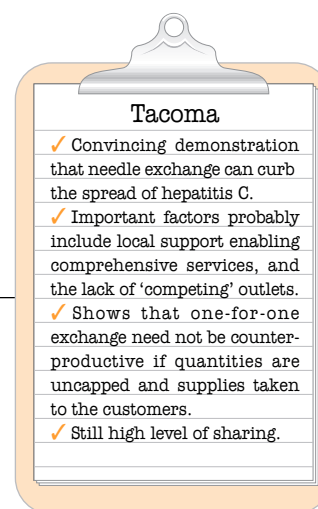 Tacoma
✓ Convincing demonstration
that needle exchange can curb
the spread of hepatitis C.
✓ Important factors probably
include local support enabling
comprehensive services, and
the lack of ‘competing’ outlets.
✓ Shows that one-for-one
exchange need not be counter-
productive if quantities are
uncapped and supplies taken
to the customers.
✓ Still high level of sharing.